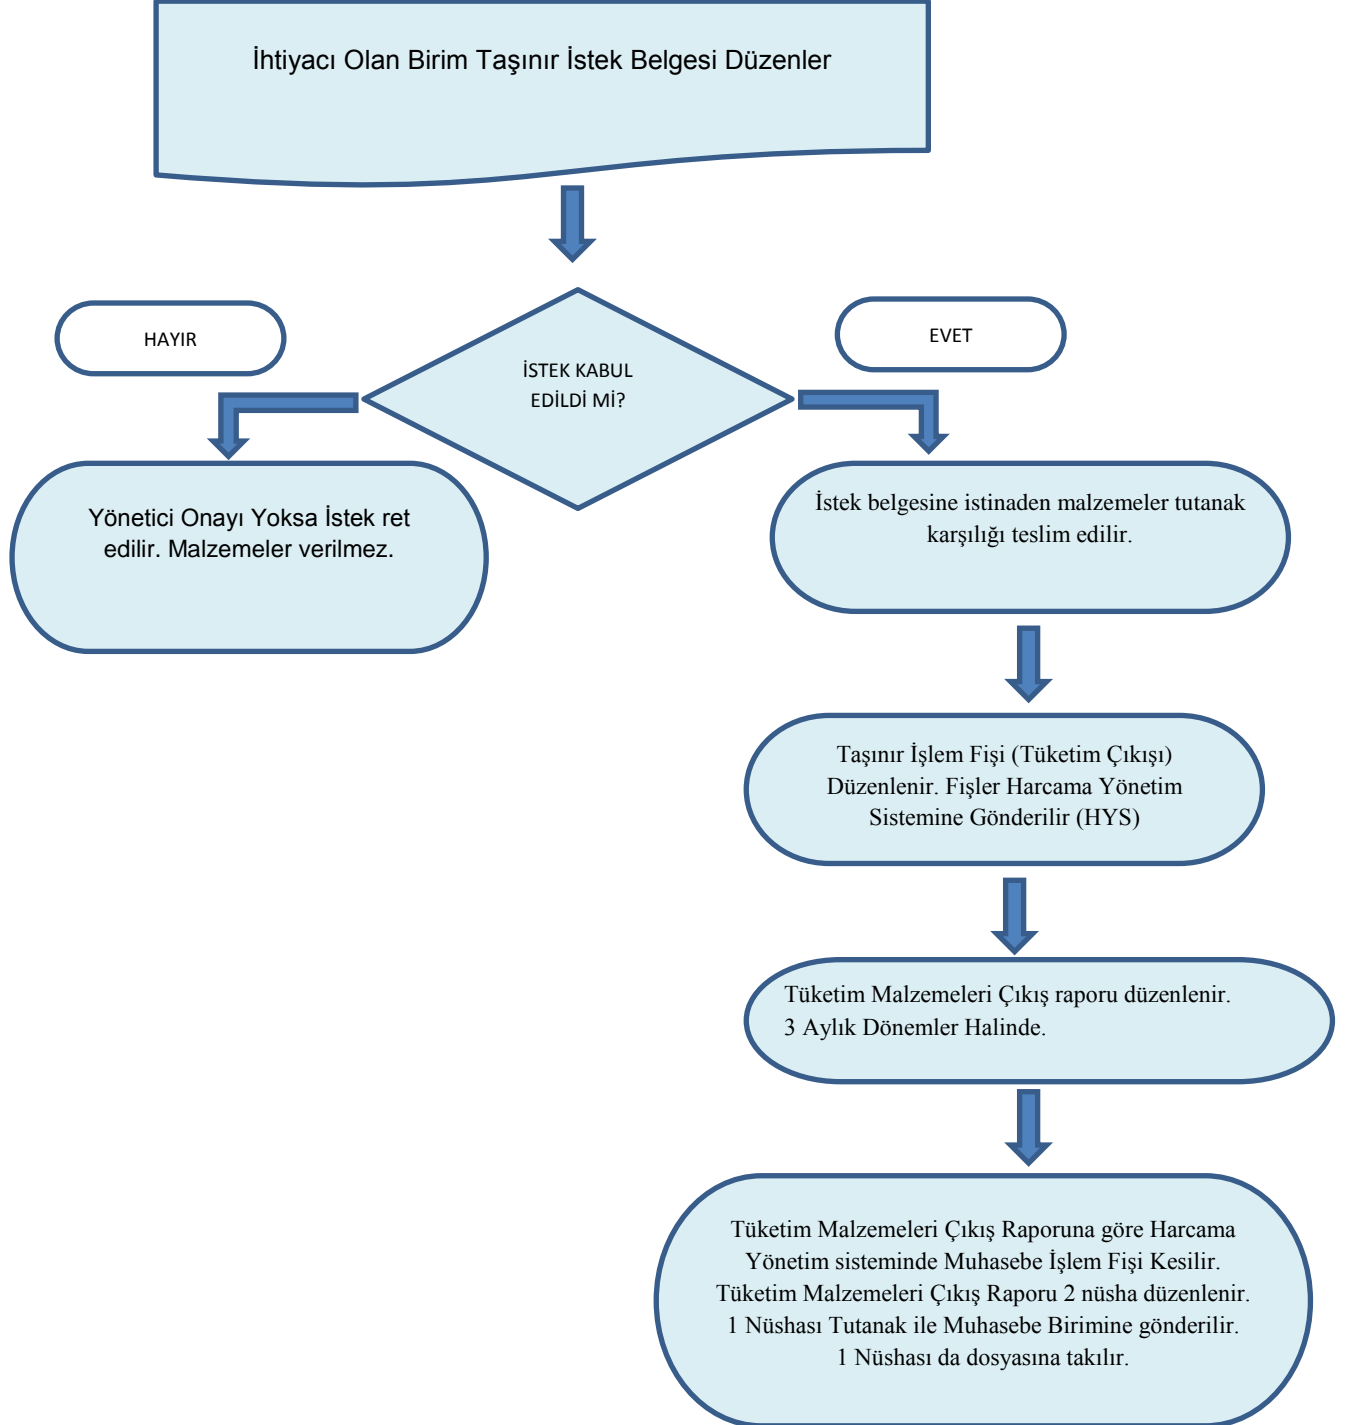 İhtiyacı Olan Birim Taşınır İstek Belgesi Düzenler
HAYIR
EVET
İSTEK KABUL
EDİLDİ Mİ?
Yönetici Onayı Yoksa İstek ret
edilir. Malzemeler verilmez.
İstek belgesine istinaden malzemeler tutanak
karşılığı teslim edilir.
Taşınır İşlem Fişi (Tüketim Çıkışı)
Düzenlenir. Fişler Harcama Yönetim
Sistemine Gönderilir (HYS)
Tüketim Malzemeleri Çıkış raporu düzenlenir.
3 Aylık Dönemler Halinde.
Tüketim Malzemeleri Çıkış Raporuna göre Harcama
Yönetim sisteminde Muhasebe İşlem Fişi Kesilir.
Tüketim Malzemeleri Çıkış Raporu 2 nüsha düzenlenir.
1 Nüshası Tutanak ile Muhasebe Birimine gönderilir.
1 Nüshası da dosyasına takılır.